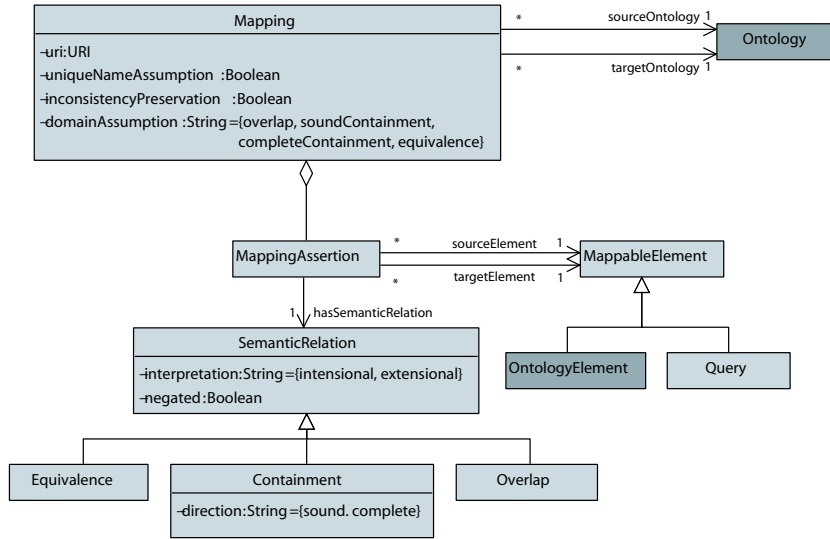 Mapping
-uri:URI
-uniqueNameAssumption :Boolean
-inconsistencyPreservation :Boolean
-domainAssumption :String={overlap, soundContainment,
completeContainment, equivalence}
* sourceOntology 1
Ontology
* targetOntology 1
MappingAssertion
* sourceElement 1
* targetElement 1
MappableElement
1 hasSemanticRelation
SemanticRelation
-interpretation:String={intensional, extensional}
-negated:Boolean
OntologyElement
Query
Equivalence
Containment
-direction:String={sound. complete}
Overlap